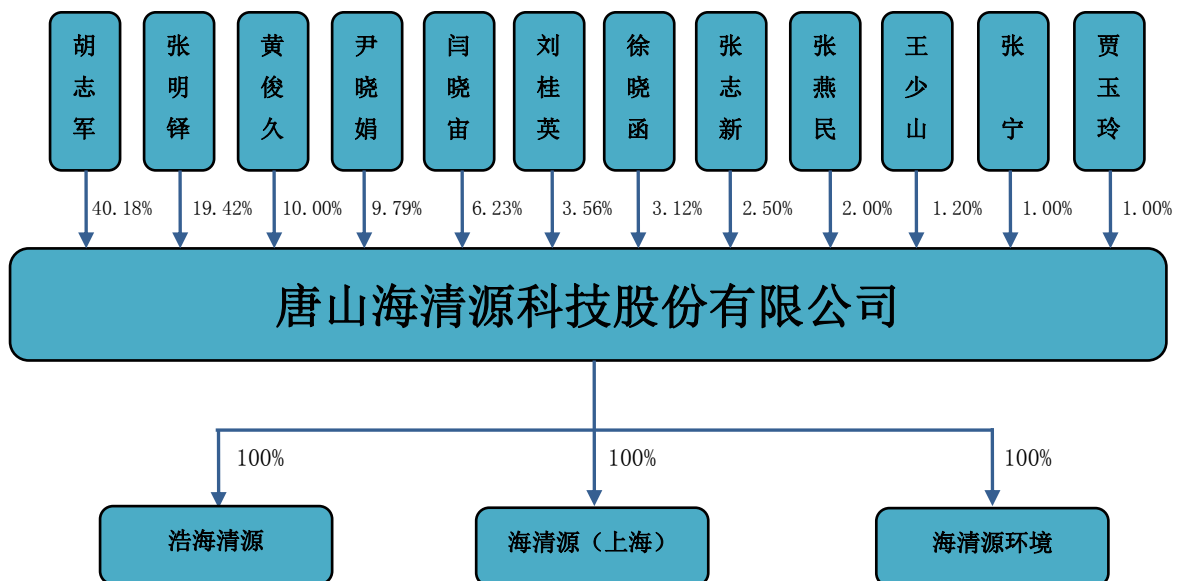 胡志军 张明铎 黄俊久 尹晓娟 闫晓宙 刘桂英 徐晓函 张志新 张燕民 王少山 张宁 贾玉玲
40.18% 19.42% 10.00% 9.79% 6.23% 3.56% 3.12% 2.50% 2.00% 1.20% 1.00% 1.00%
唐山海清源科技股份有限公司
100% 100% 100%
浩海清源 海清源（上海） 海清源环境